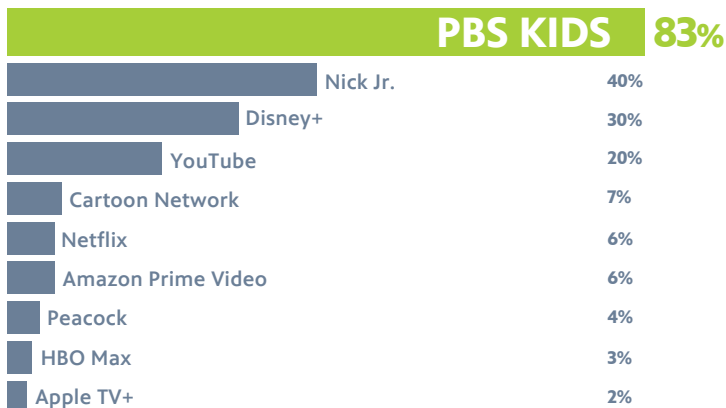 PBS KIDS 83%
Nick Jr. 40%
Disney+ 30%
YouTube 20%
Cartoon Network 7%
Netflix 6%
Amazon Prime Video 6%
Peacock 4%
HBO Max 3%
Apple TV+ 2%